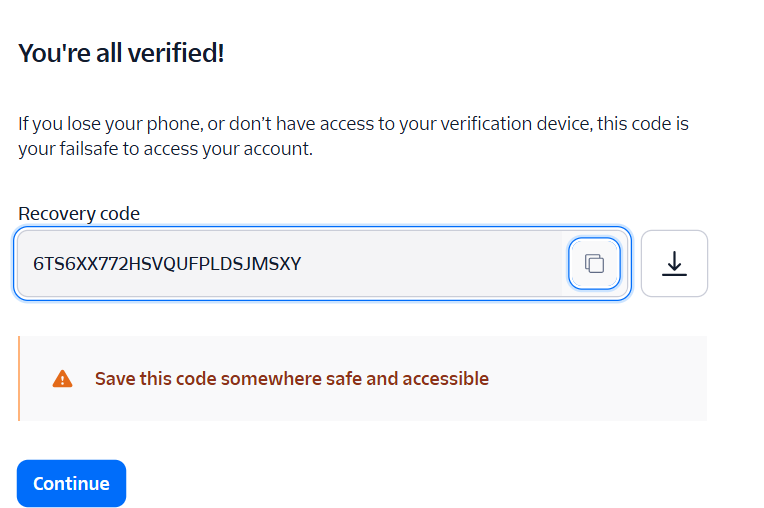 You're all verified!
If you lose your phone, or don't have access to your verification device, this code is
your failsafe to access your account.
Recovery code
6TS6XX772HSVQUFPLDSJMSXY
Save this code somewhere safe and accessible
Continue